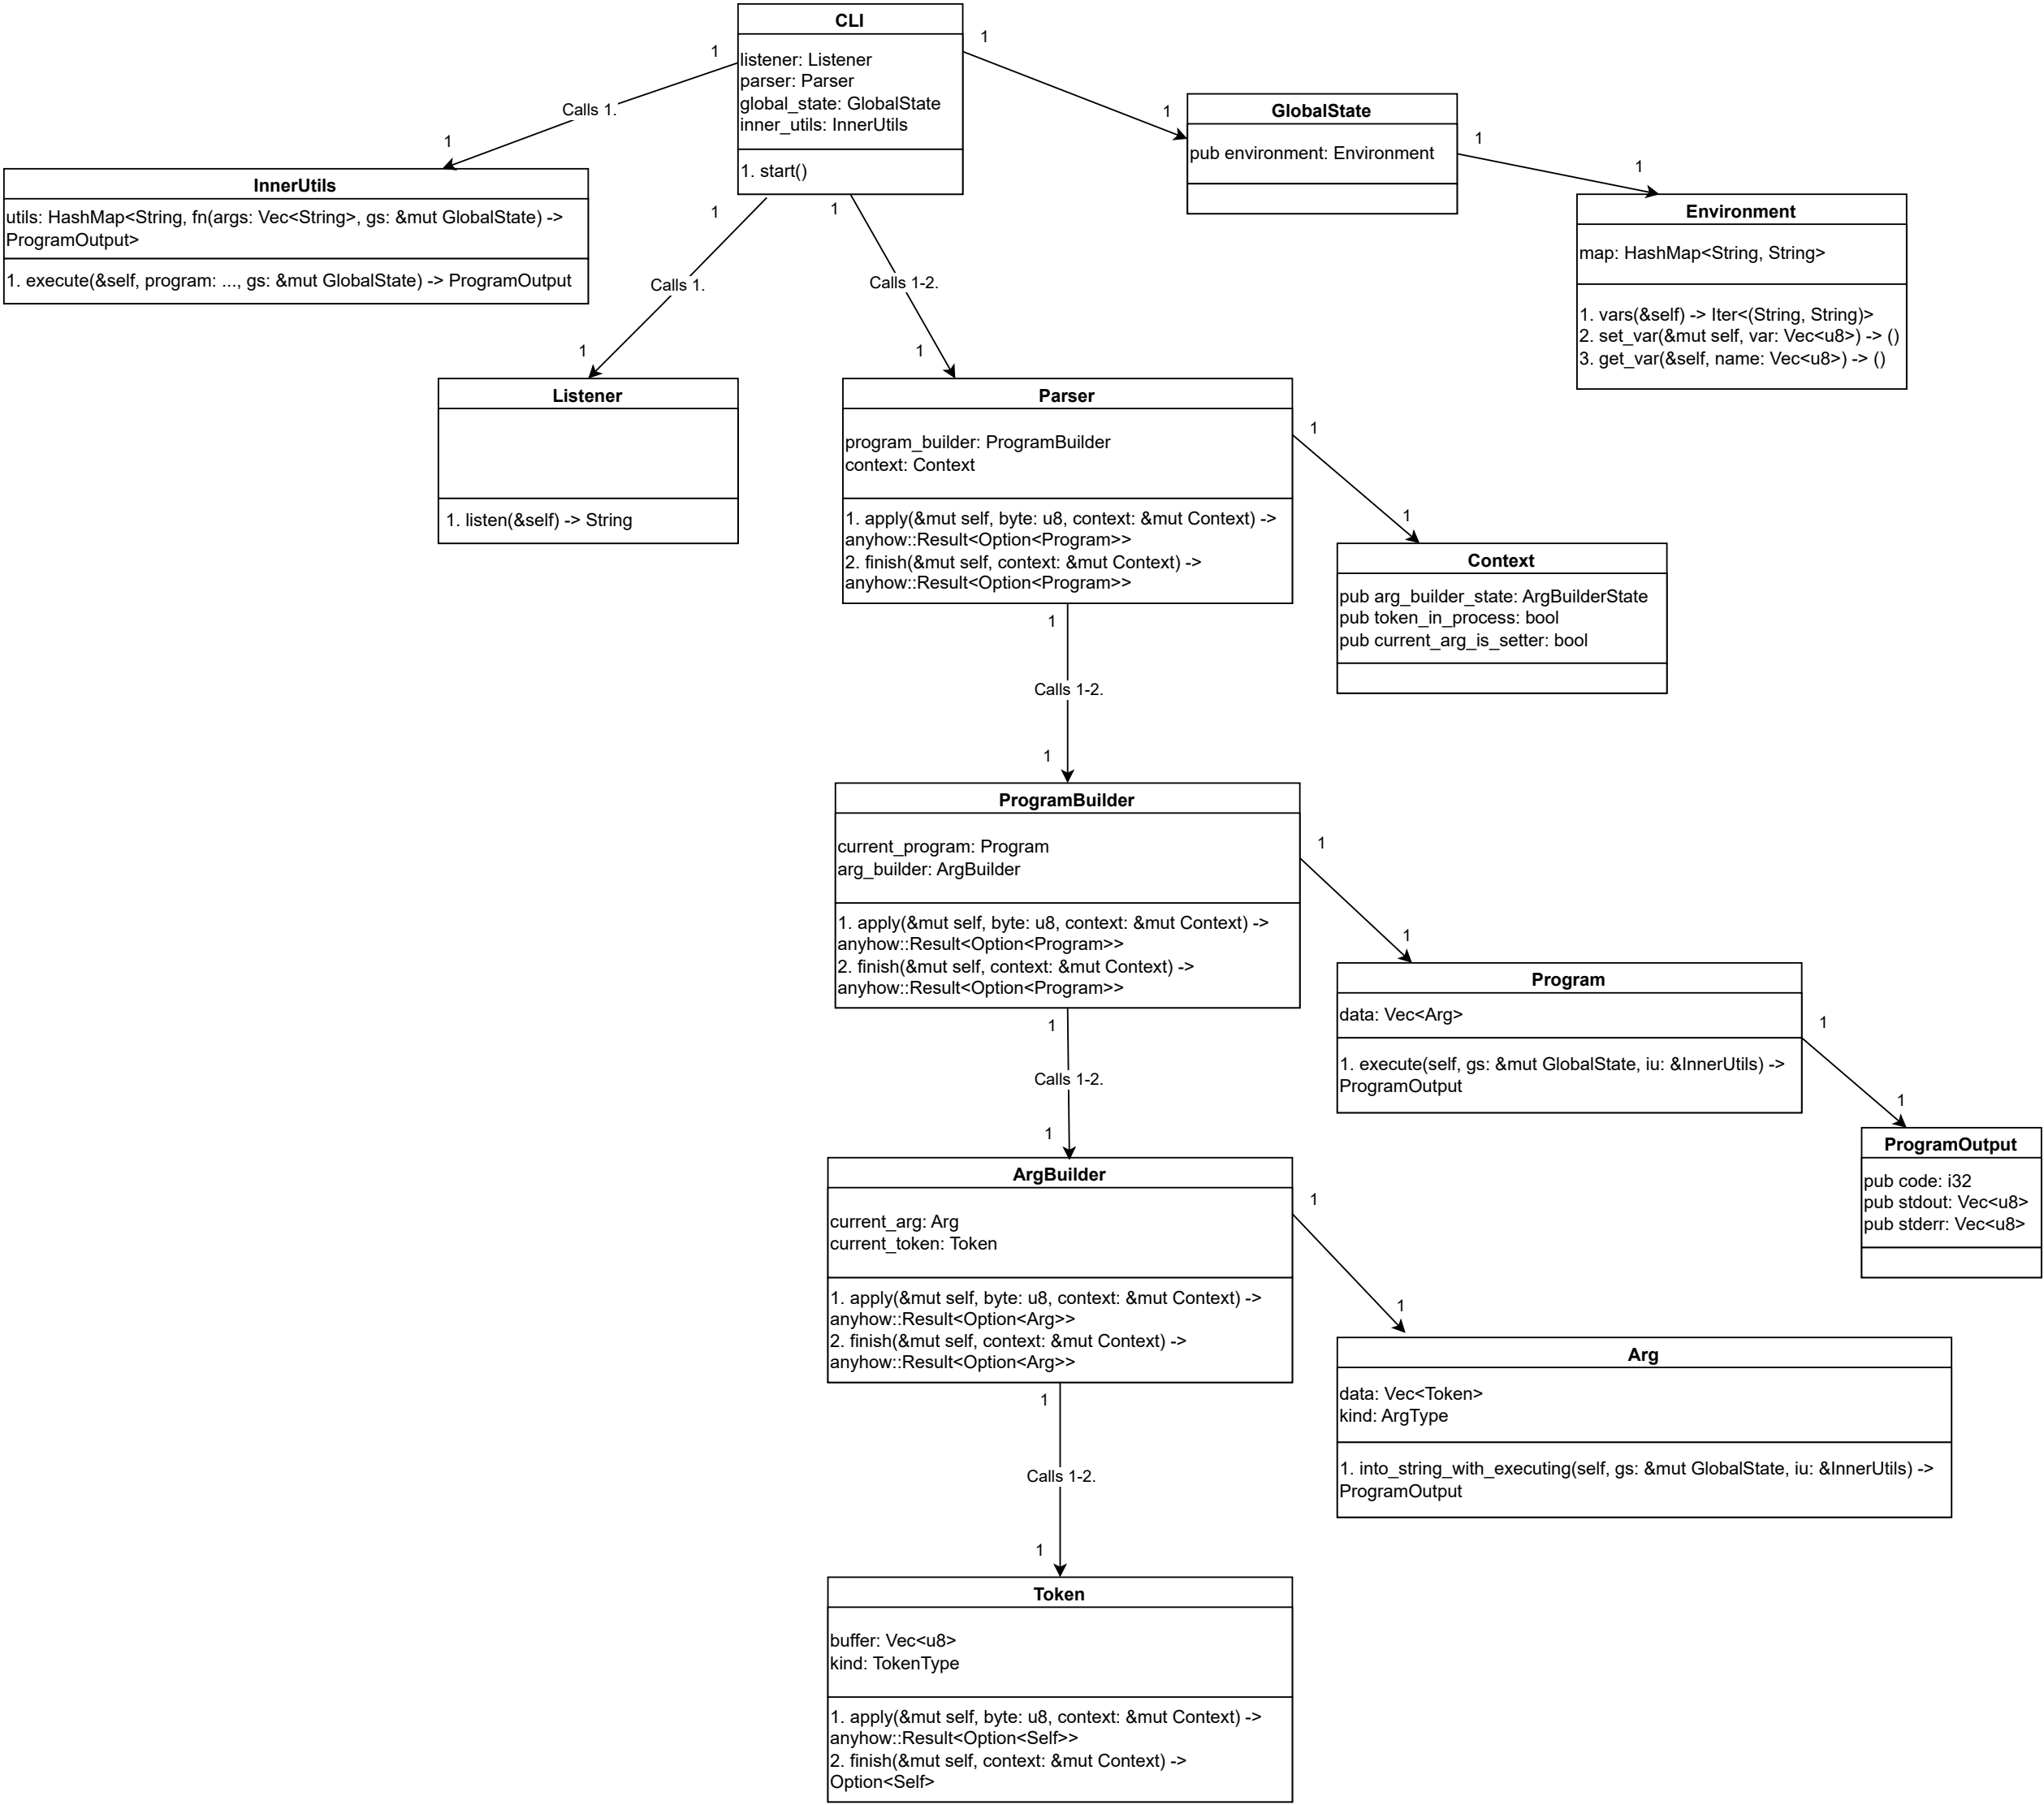 CLI
listener: Listener
parser: Parser
global_state: GlobalState
inner_utils: InnerUtils
1. start()
1
1
Calls 1.
1
1
GlobalState
pub environment: Environment
1
1
InnerUtils
utils: HashMap<String, fn(args: Vec<String>, gs: &mut GlobalState) ->
ProgramOutput>
1. execute(&self, program: ..., gs: &mut GlobalState) -> ProgramOutput
Environment
map: HashMap<String, String>
1. vars(&self) -> Iter<(String, String)>
2. set_var(&mut self, var: Vec<u8>) -> ()
3. get_var(&self, name: Vec<u8>) -> ()
1
Calls 1.
1
1
Calls 1-2.
1
Listener
1. listen(&self) -> String
Parser
program_builder: ProgramBuilder
context: Context
1. apply(&mut self, byte: u8, context: &mut Context) ->
anyhow::Result<Option<Program>>
2. finish(&mut self, context: &mut Context) ->
anyhow::Result<Option<Program>>
1
1
Context
pub arg_builder_state: ArgBuilderState
pub token_in_process: bool
pub current_arg_is_setter: bool
1
Calls 1-2.
1
ProgramBuilder
current_program: Program
arg_builder: ArgBuilder
1. apply(&mut self, byte: u8, context: &mut Context) ->
anyhow::Result<Option<Program>>
2. finish(&mut self, context: &mut Context) ->
anyhow::Result<Option<Program>>
1
1
Program
data: Vec<Arg>
1. execute(self, gs: &mut GlobalState, iu: &InnerUtils) ->
ProgramOutput
1
1
ProgramOutput
pub code: i32
pub stdout: Vec<u8>
pub stderr: Vec<u8>
1
Calls 1-2.
1
ArgBuilder
current_arg: Arg
current_token: Token
1. apply(&mut self, byte: u8, context: &mut Context) ->
anyhow::Result<Option<Arg>>
2. finish(&mut self, context: &mut Context) ->
anyhow::Result<Option<Arg>>
1
1
Arg
data: Vec<Token>
kind: ArgType
1. into_string_with_executing(self, gs: &mut GlobalState, iu: &InnerUtils) ->
ProgramOutput
1
Calls 1-2.
1
Token
buffer: Vec<u8>
kind: TokenType
1. apply(&mut self, byte: u8, context: &mut Context) ->
anyhow::Result<Option<Self>>
2. finish(&mut self, context: &mut Context) ->
Option<Self>